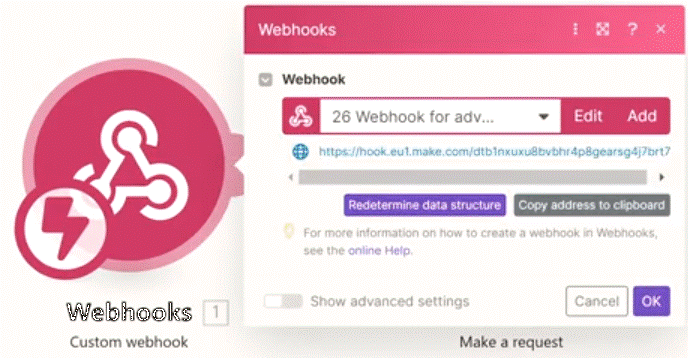 Webhooks
Webhook
26 Webhook for adv...
Edit
Add
https://hook.eu1.make.com/dtb1nxuxu8bvbhr4p8gearsg4j7brt7
Redetermine data structure
Copy address to clipboard
For more information on how to create a webhook in Webhooks,
see the online Help.
Show advanced settings
Cancel
OK
Webhooks 1
Custom webhook
Make a request